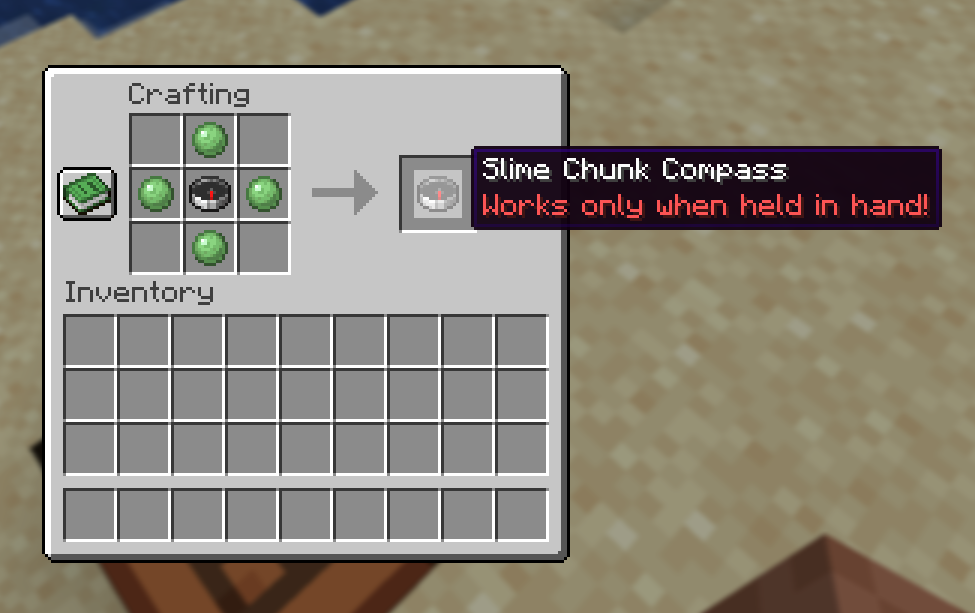 Crafting
Slime Chunk Compass
Works only when held in hand!
Inventory